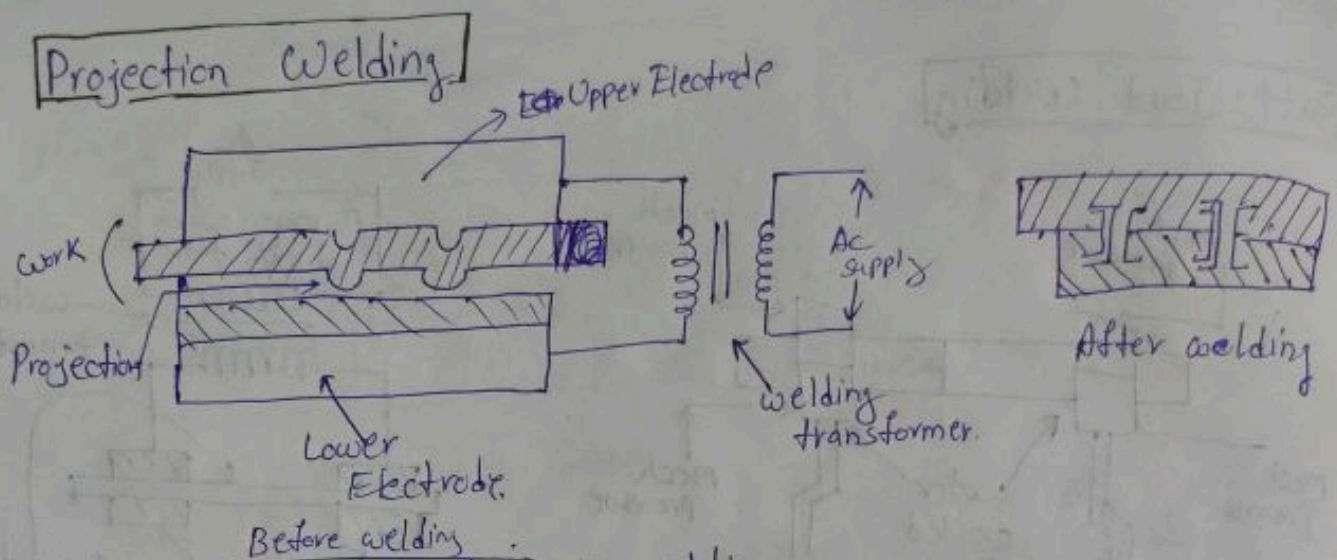 Projection Welding
Upper Electrode
Work
Ac
supply
Projection
After welding
welding
transformer.
Lower
Electrode.
Before welding